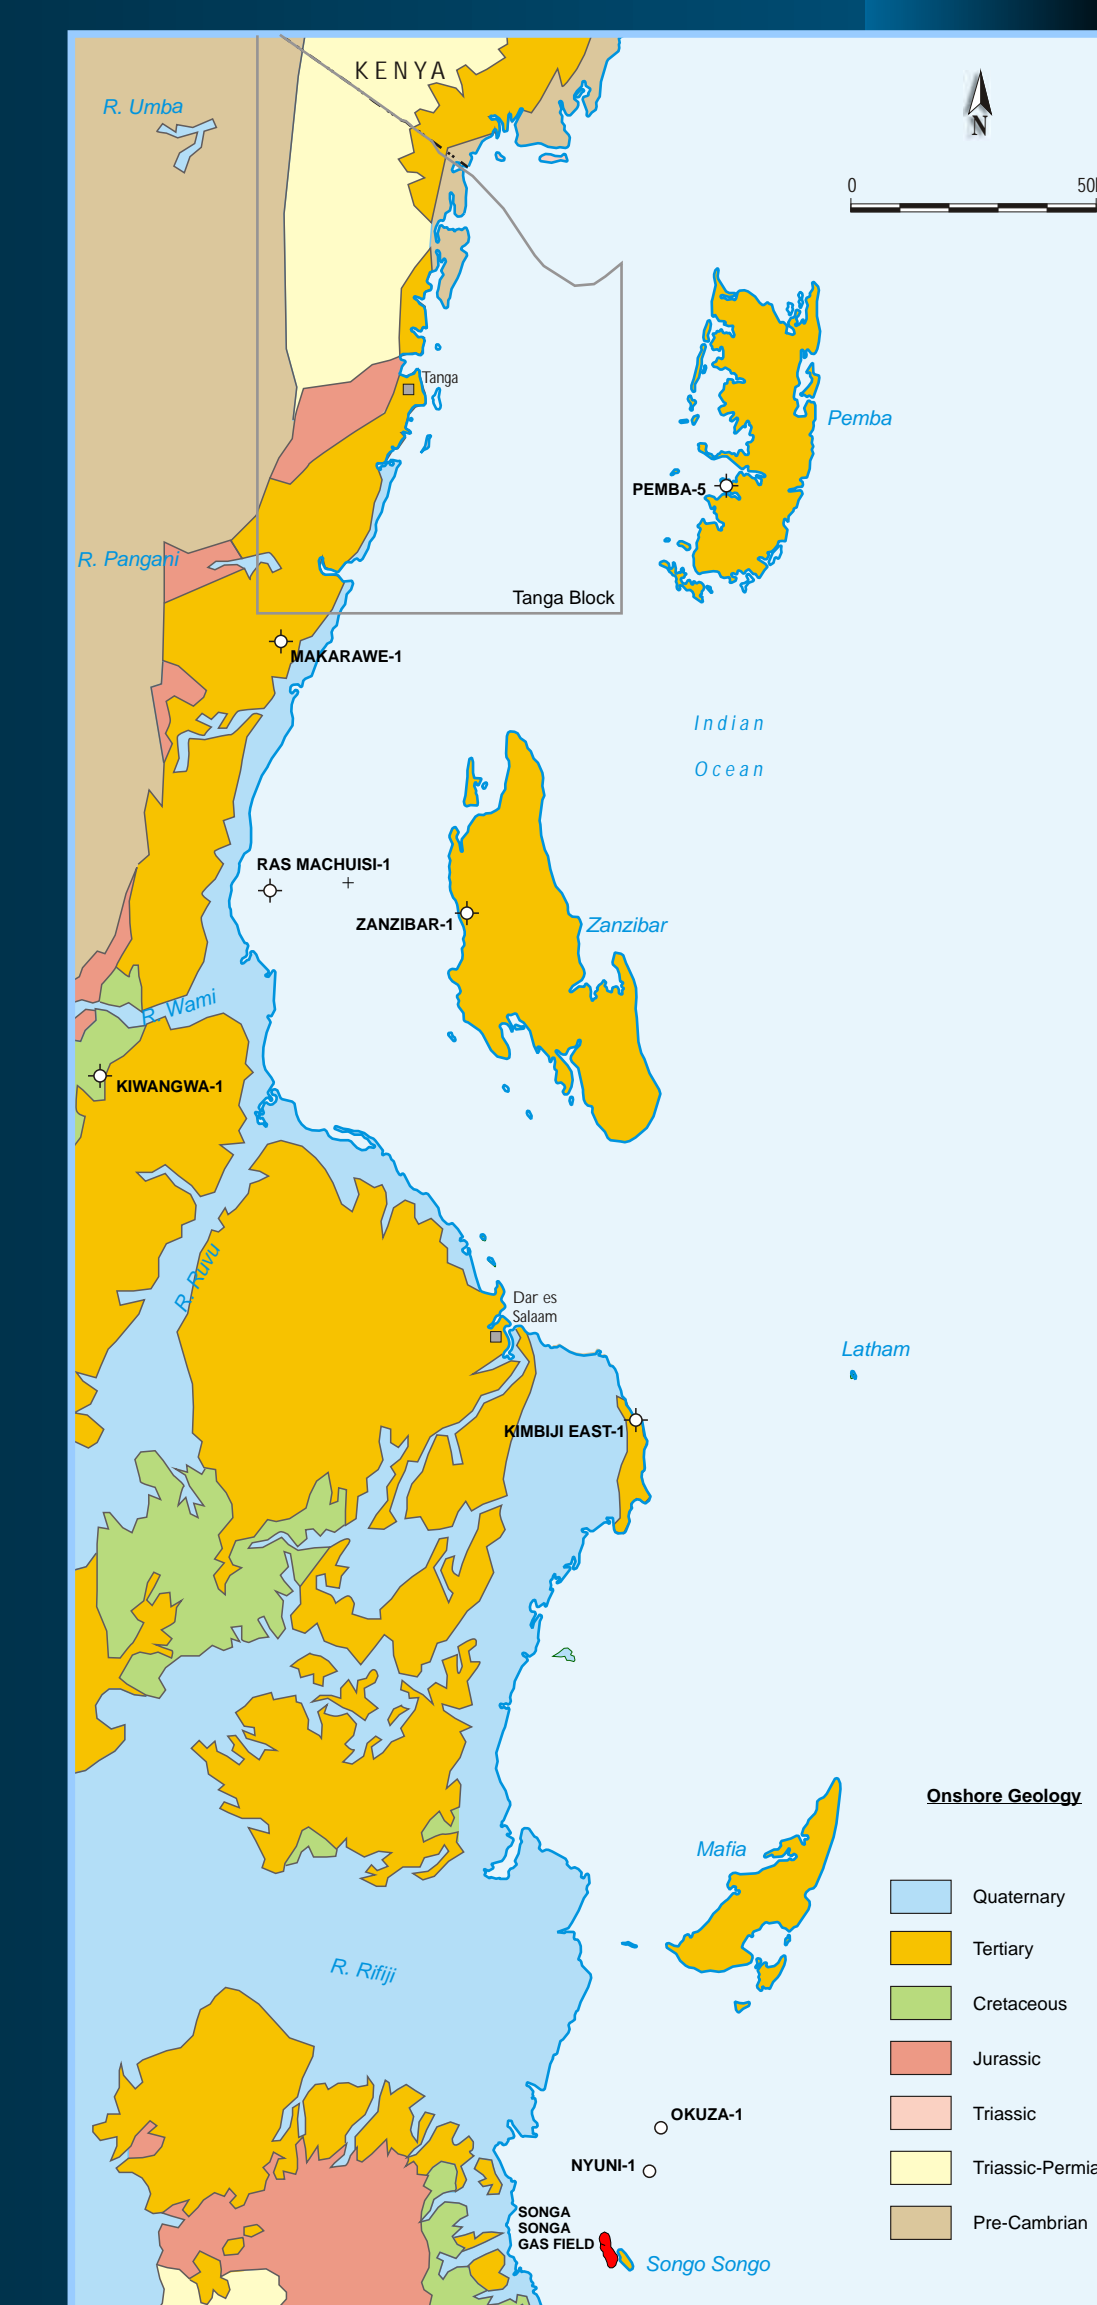 KENYA
R. Umba
N
0
50
Tanga
Pemba
PEMBA-5
R. Pangani
Tanga Block
MAKARAWE-1
Indian
Ocean
RAS MACHUISI-1
ZANZIBAR-1
Zanzibar
R. Wami
KIWANGWA-1
R. Ruvu
Dar es
Salaam
Latham
KIMBIJI EAST-1
Onshore Geology
Mafia
Quaternary
Tertiary
R. Rifiji
Cretaceous
Jurassic
OKUZA-1
Triassic
NYUNI-1
Triassic-Permia
SONGA
SONGA
GAS FIELD
Pre-Cambrian
Songo Songo